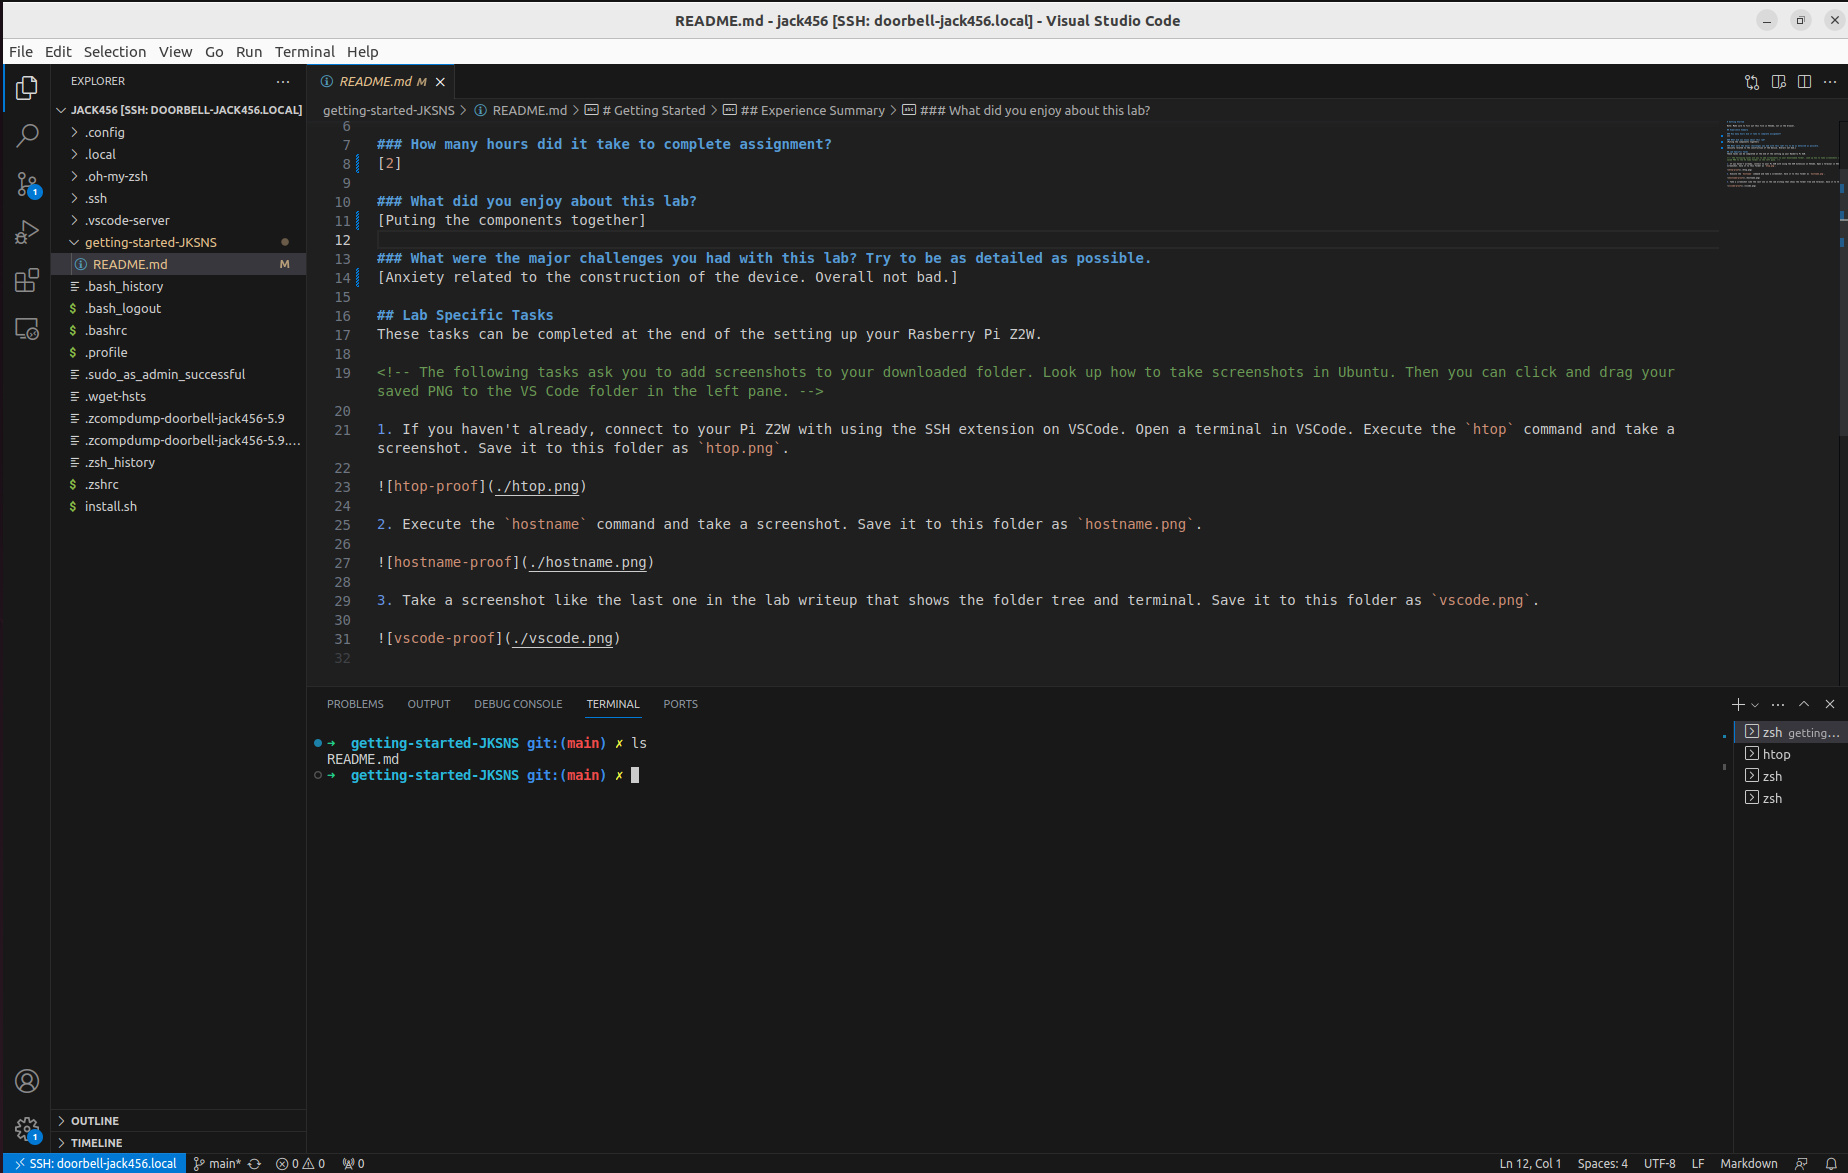 README.md - jack456 [SSH: doorbell-jack456.local] - Visual Studio Code
File Edit Selection View Go Run Terminal Help
EXPLORER
JACK456 [SSH: DOORBELL-JACK456.LOCAL]
.config
.local
.oh-my-zsh
.ssh
.vscode-server
getting-started-JKSNS
README.md M
.bash_history
$ .bash_logout
$ .bashrc
$ .profile
.sudo_as_admin_successful
.wget-hsts
.zcompdump-doorbell-jack456-5.9
.zcompdump-doorbell-jack456-5.9....
.zsh_history
$ .zshrc
$ install.sh
OUTLINE
TIMELINE
1
1
README.md M
getting-started-JKSNS > README.md > # Getting Started > ## Experience Summary > ### What did you enjoy about this lab?
6
7 ### How many hours did it take to complete assignment?
8 [2]
9
10 ### What did you enjoy about this lab?
11 [Puting the components together]
12
13 ### What were the major challenges you had with this lab? Try to be as detailed as possible.
14 [Anxiety related to the construction of the device. Overall not bad.]
15
16 ## Lab Specific Tasks
17 These tasks can be completed at the end of the setting up your Rasberry Pi Z2W.
18
19 <!-- The following tasks ask you to add screenshots to your downloaded folder. Look up how to take screenshots in Ubuntu. Then you can click and drag your
saved PNG to the VS Code folder in the left pane. -->
20
21 1. If you haven't already, connect to your Pi Z2W with using the SSH extension on VSCode. Open a terminal in VSCode. Execute the `htop` command and take a
screenshot. Save it to this folder as `htop.png`.
22
23 ![htop-proof](./htop.png)
24
25 2. Execute the `hostname` command and take a screenshot. Save it to this folder as `hostname.png`.
26
27 ![hostname-proof](./hostname.png)
28
29 3. Take a screenshot like the last one in the lab writeup that shows the folder tree and terminal. Save it to this folder as `vscode.png`.
30
31 ![vscode-proof](./vscode.png)
32
PROBLEMS OUTPUT DEBUG CONSOLE TERMINAL PORTS
➜ getting-started-JKSNS git:(main) ✗ ls
README.md
➜ getting-started-JKSNS git:(main) ✗
zsh getting...
htop
zsh
zsh
SSH: doorbell-jack456.local main* 0 0 0 Ln 12, Col 1 Spaces: 4 UTF-8 LF Markdown